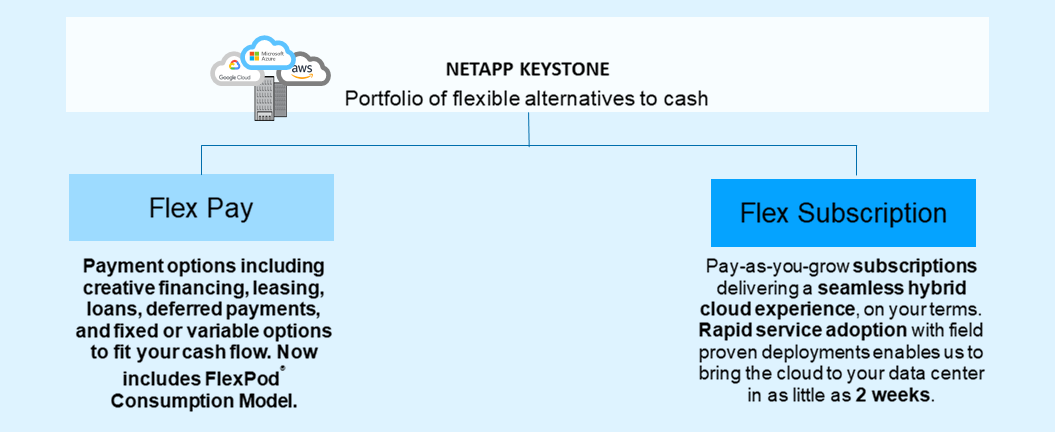 Microsoft
Azure
Google Cloud
aws
NETAPP KEYSTONE
Portfolio of flexible alternatives to cash
Flex Pay
Payment options including
creative financing, leasing,
loans, deferred payments,
and fixed or variable options
to fit your cash flow. Now
includes FlexPod®
Consumption Model.
Flex Subscription
Pay-as-you-grow subscriptions
delivering a seamless hybrid
cloud experience, on your terms.
Rapid service adoption with field
proven deployments enables us to
bring the cloud to your data center
in as little as 2 weeks.